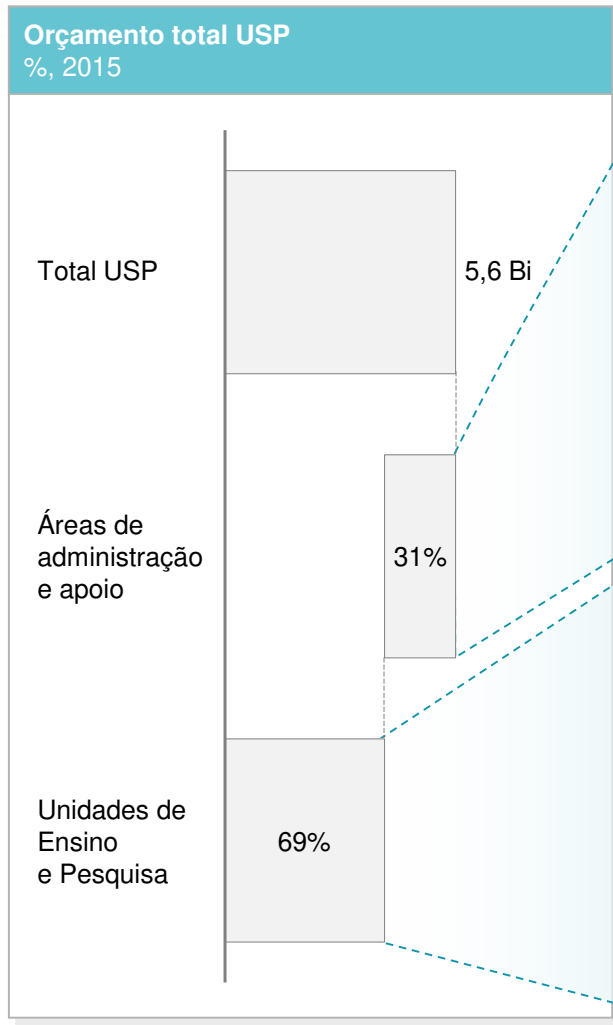 Orçamento total USP
%, 2015
Total USP
5,6 Bi
Áreas de
administração
e apoio
31%
Unidades de
Ensino
e Pesquisa
69%